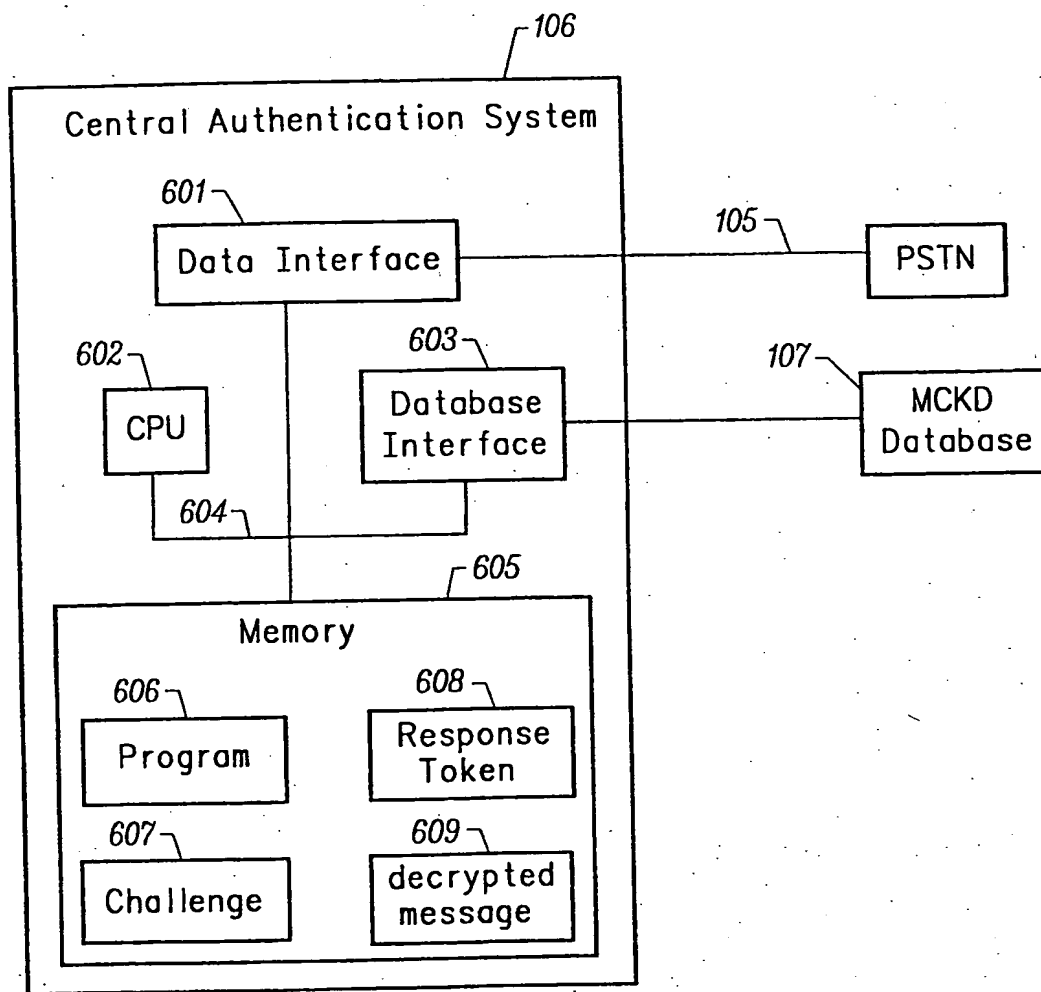 106
Central Authentication System
601
Data Interface
105
PSTN
602
CPU
603
Database
Interface
107
MCKD
Database
604
605
Memory
606
Program
608
Response
Token
607
Challenge
609
decrypted
message